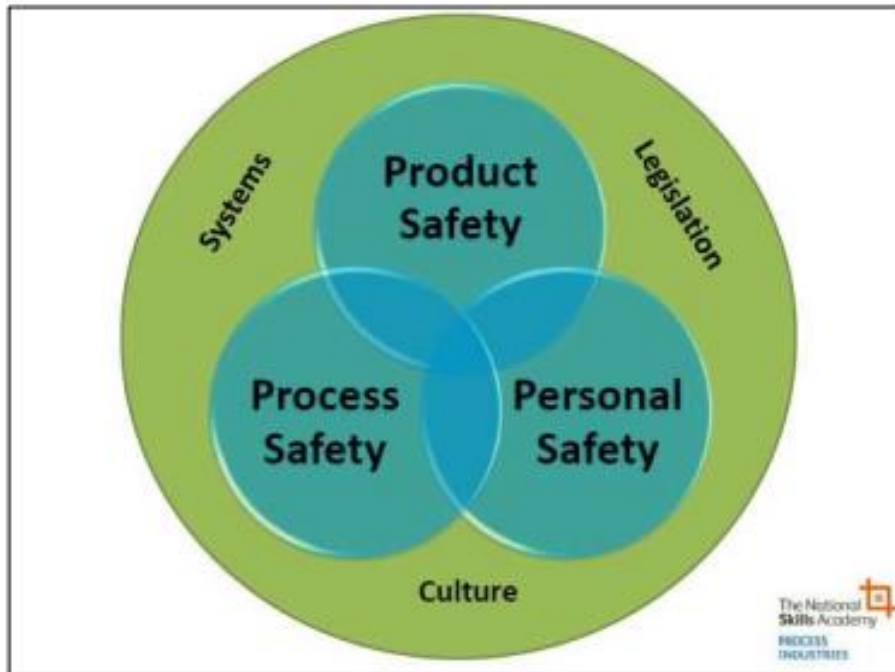 Systems
Legislation
Product
Safety
Process
Safety
Personal
Safety
Culture
The National
Skills Academy
PROCESS
INDUSTRIES